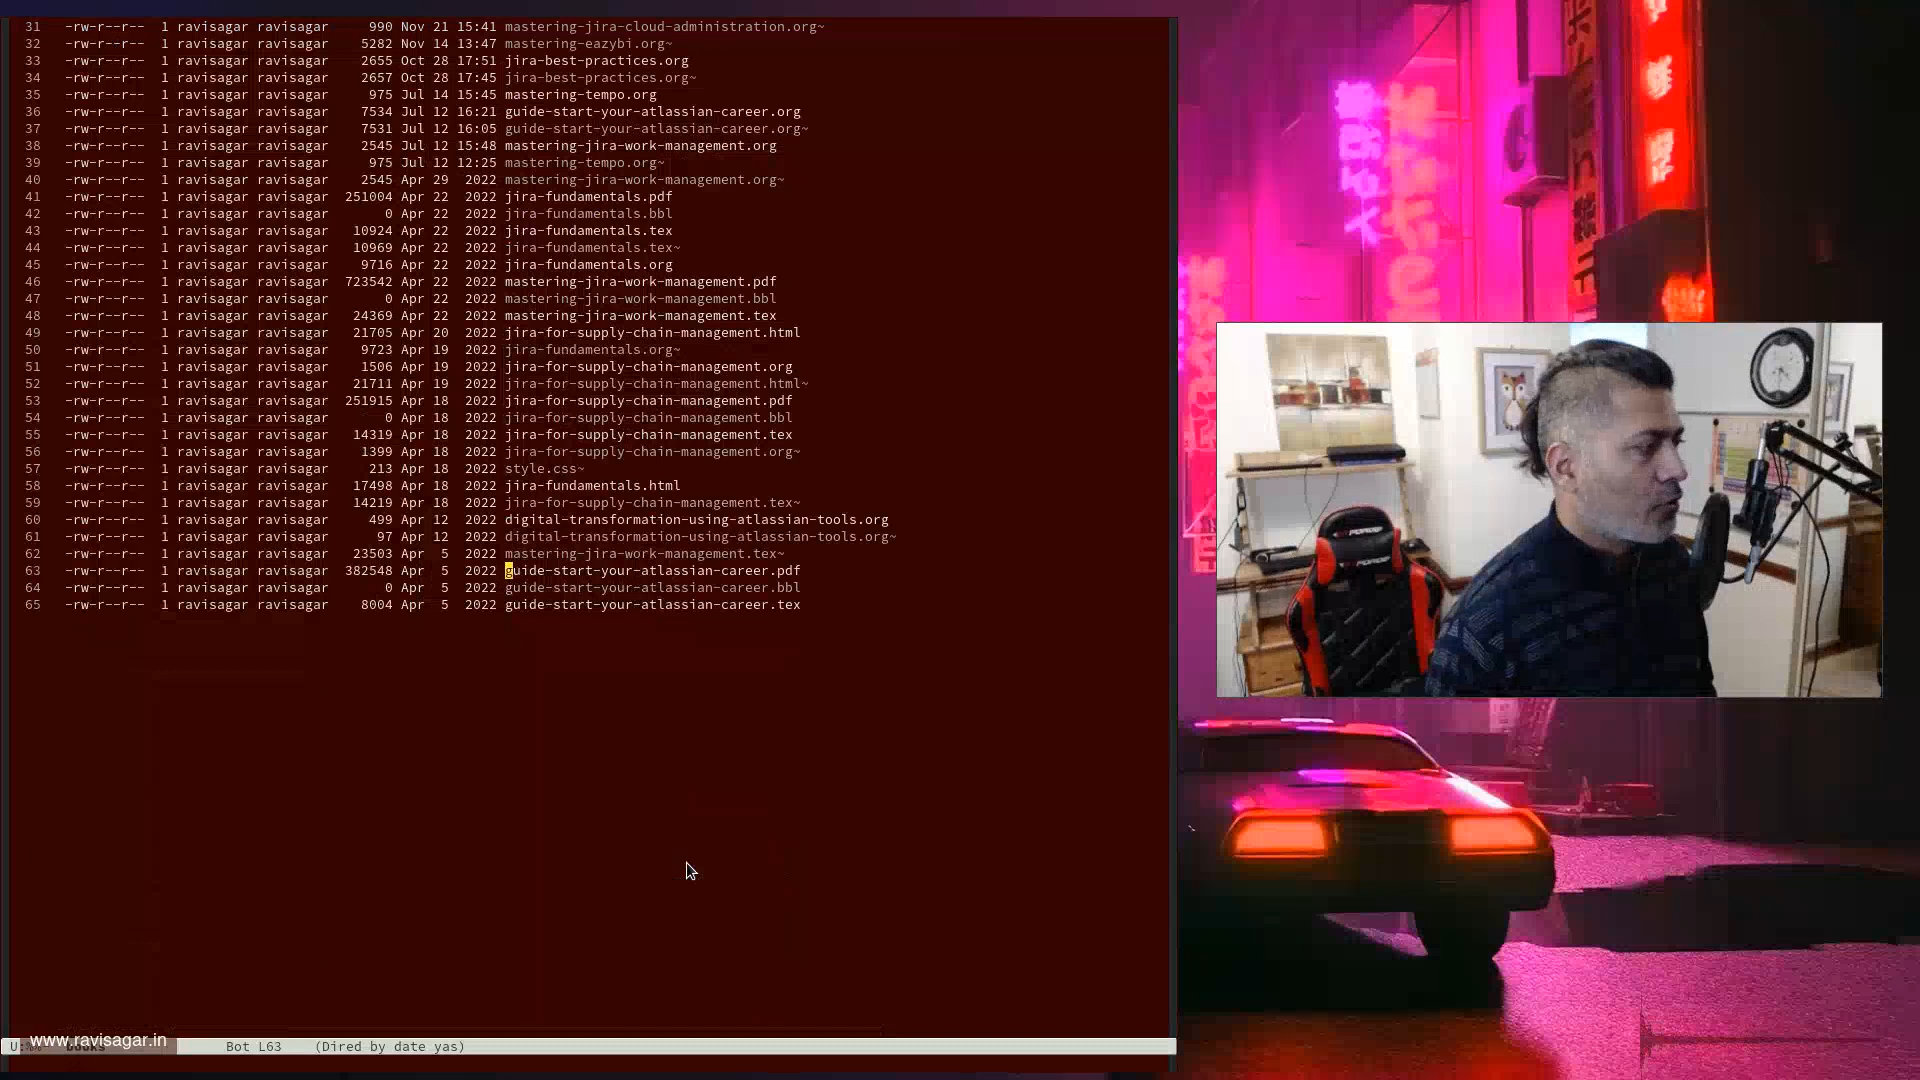 31 -rw-r--r-- 1 ravisagar ravisagar 990 Nov 21 15:41 mastering-jira-cloud-administration.org~
32 -rw-r--r-- 1 ravisagar ravisagar 5282 Nov 14 13:47 mastering-eazybi.org~
33 -rw-r--r-- 1 ravisagar ravisagar 2655 Oct 28 17:51 jira-best-practices.org
34 -rw-r--r-- 1 ravisagar ravisagar 2657 Oct 28 17:45 jira-best-practices.org~
35 -rw-r--r-- 1 ravisagar ravisagar 975 Jul 14 15:45 mastering-tempo.org
36 -rw-r--r-- 1 ravisagar ravisagar 7534 Jul 12 16:21 guide-start-your-atlassian-career.org
37 -rw-r--r-- 1 ravisagar ravisagar 7531 Jul 12 16:05 guide-start-your-atlassian-career.org~
38 -rw-r--r-- 1 ravisagar ravisagar 2545 Jul 12 15:48 mastering-jira-work-management.org
39 -rw-r--r-- 1 ravisagar ravisagar 975 Jul 12 12:25 mastering-tempo.org~
40 -rw-r--r-- 1 ravisagar ravisagar 2545 Apr 29 2022 mastering-jira-work-management.org~
41 -rw-r--r-- 1 ravisagar ravisagar 251004 Apr 22 2022 jira-fundamentals.pdf
42 -rw-r--r-- 1 ravisagar ravisagar 0 Apr 22 2022 jira-fundamentals.bbl
43 -rw-r--r-- 1 ravisagar ravisagar 10924 Apr 22 2022 jira-fundamentals.tex
44 -rw-r--r-- 1 ravisagar ravisagar 10969 Apr 22 2022 jira-fundamentals.tex~
45 -rw-r--r-- 1 ravisagar ravisagar 9716 Apr 22 2022 jira-fundamentals.org
46 -rw-r--r-- 1 ravisagar ravisagar 723542 Apr 22 2022 mastering-jira-work-management.pdf
47 -rw-r--r-- 1 ravisagar ravisagar 0 Apr 22 2022 mastering-jira-work-management.bbl
48 -rw-r--r-- 1 ravisagar ravisagar 24369 Apr 22 2022 mastering-jira-work-management.tex
49 -rw-r--r-- 1 ravisagar ravisagar 21705 Apr 20 2022 jira-for-supply-chain-management.html
50 -rw-r--r-- 1 ravisagar ravisagar 9723 Apr 19 2022 jira-fundamentals.org~
51 -rw-r--r-- 1 ravisagar ravisagar 1506 Apr 19 2022 jira-for-supply-chain-management.org
52 -rw-r--r-- 1 ravisagar ravisagar 21711 Apr 19 2022 jira-for-supply-chain-management.html~
53 -rw-r--r-- 1 ravisagar ravisagar 251915 Apr 18 2022 jira-for-supply-chain-management.pdf
54 -rw-r--r-- 1 ravisagar ravisagar 0 Apr 18 2022 jira-for-supply-chain-management.bbl
55 -rw-r--r-- 1 ravisagar ravisagar 14319 Apr 18 2022 jira-for-supply-chain-management.tex
56 -rw-r--r-- 1 ravisagar ravisagar 1399 Apr 18 2022 jira-for-supply-chain-management.org~
57 -rw-r--r-- 1 ravisagar ravisagar 213 Apr 18 2022 style.css~
58 -rw-r--r-- 1 ravisagar ravisagar 17498 Apr 18 2022 jira-fundamentals.html
59 -rw-r--r-- 1 ravisagar ravisagar 14219 Apr 18 2022 jira-for-supply-chain-management.tex~
60 -rw-r--r-- 1 ravisagar ravisagar 499 Apr 12 2022 digital-transformation-using-atlassian-tools.org
61 -rw-r--r-- 1 ravisagar ravisagar 97 Apr 12 2022 digital-transformation-using-atlassian-tools.org~
62 -rw-r--r-- 1 ravisagar ravisagar 23503 Apr 5 2022 mastering-jira-work-management.tex~
63 -rw-r--r-- 1 ravisagar ravisagar 382548 Apr 5 2022 guide-start-your-atlassian-career.pdf
64 -rw-r--r-- 1 ravisagar ravisagar 0 Apr 5 2022 guide-start-your-atlassian-career.bbl
65 -rw-r--r-- 1 ravisagar ravisagar 8004 Apr 5 2022 guide-start-your-atlassian-career.tex
www.ravisagar.in
Bot L63 (Dired by date yas)